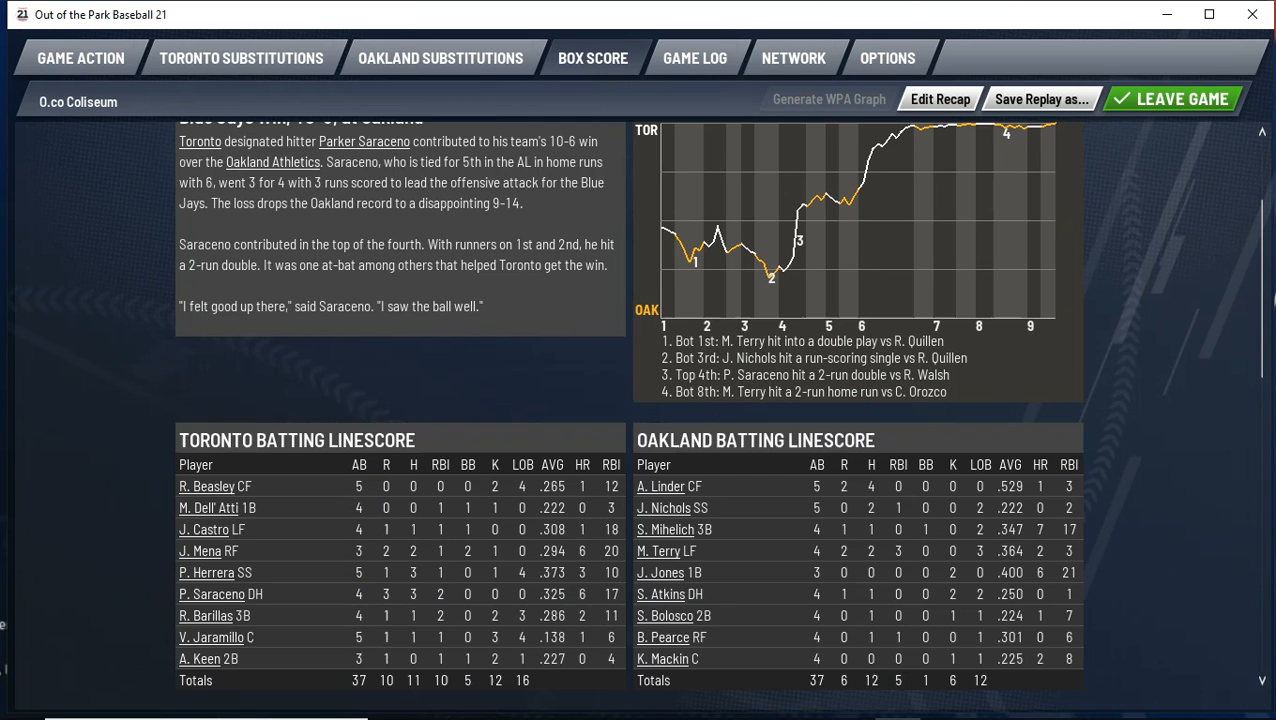 Out of the Park Baseball 21
GAME ACTION TORONTO SUBSTITUTIONS OAKLAND SUBSTITUTIONS BOX SCORE GAME LOG NETWORK OPTIONS
O.co Coliseum Generate WPA Graph Edit Recap Save Replay as... LEAVE GAME
Blue Jays Win, 10-6, at Oakland
Toronto designated hitter Parker Saraceno contributed to his team's 10-6 win
over the Oakland Athletics. Saraceno, who is tied for 5th in the AL in home runs
with 6, went 3 for 4 with 3 runs scored to lead the offensive attack for the Blue
Jays. The loss drops the Oakland record to a disappointing 9-14.
Saraceno contributed in the top of the fourth. With runners on 1st and 2nd, he hit
a 2-run double. It was one at-bat among others that helped Toronto get the win.
"I felt good up there," said Saraceno. "I saw the ball well."
TOR
4
3
1
2
OAK
1 2 3 4 5 6 7 8 9
1. Bot 1st: M. Terry hit into a double play vs R. Quillen
2. Bot 3rd: J. Nichols hit a run-scoring single vs R. Quillen
3. Top 4th: P. Saraceno hit a 2-run double vs R. Walsh
4. Bot 8th: M. Terry hit a 2-run home run vs C. Orozco
TORONTO BATTING LINESCORE
Player AB R H RBI BB K LOB AVG HR RBI
R. Beasley CF 5 0 0 0 0 2 4 .265 1 12
M. Dell' Atti 1B 4 0 0 1 1 1 0 .222 0 3
J. Castro LF 4 1 1 1 1 0 0 .308 1 18
J. Mena RF 3 2 2 1 2 1 0 .294 6 20
P. Herrera SS 5 1 3 1 0 1 4 .373 3 10
P. Saraceno DH 4 3 3 2 0 0 0 .325 6 17
R. Barillas 3B 4 1 1 2 0 2 3 .286 2 11
V. Jaramillo C 5 1 1 1 0 3 4 .138 1 6
A. Keen 2B 3 1 0 1 1 2 1 .227 0 4
Totals 37 10 11 10 5 12 16
OAKLAND BATTING LINESCORE
Player AB R H RBI BB K LOB AVG HR RBI
A. Linder CF 5 2 4 0 0 0 0 .529 1 3
J. Nichols SS 5 0 2 1 0 0 2 .222 0 2
S. Mihelich 3B 4 1 1 0 1 0 2 .347 7 17
M. Terry LF 4 2 2 3 0 0 3 .364 2 3
J. Jones 1B 3 0 0 0 0 2 0 .400 6 21
S. Atkins DH 4 1 1 0 0 2 2 .250 0 1
S. Bolosco 2B 4 0 1 0 0 1 1 .224 1 7
B. Pearce RF 4 0 1 1 0 0 1 .301 0 6
K. Mackin C 4 0 0 0 0 1 1 .225 2 8
Totals 37 6 12 5 1 6 12